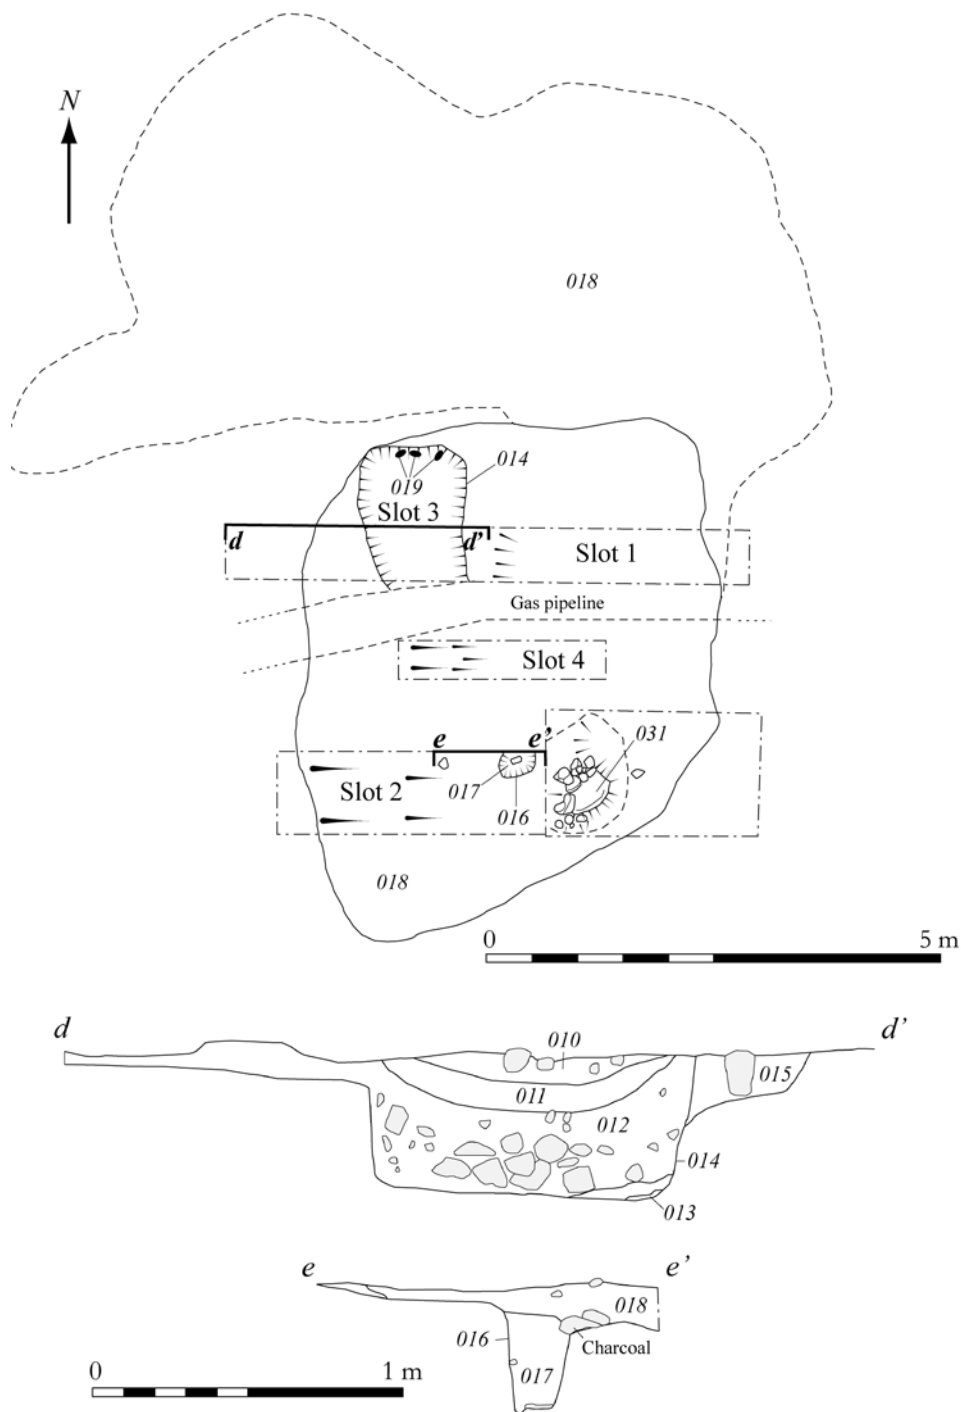 N
018
014
019
Slot 3
d
d’
Slot 1
Gas pipeline
Slot 4
e
e’
031
Slot 2
017
016
018
0
5 m
d
d’
010
015
011
012
014
013
e
e’
018
016
Charcoal
017
0
1 m